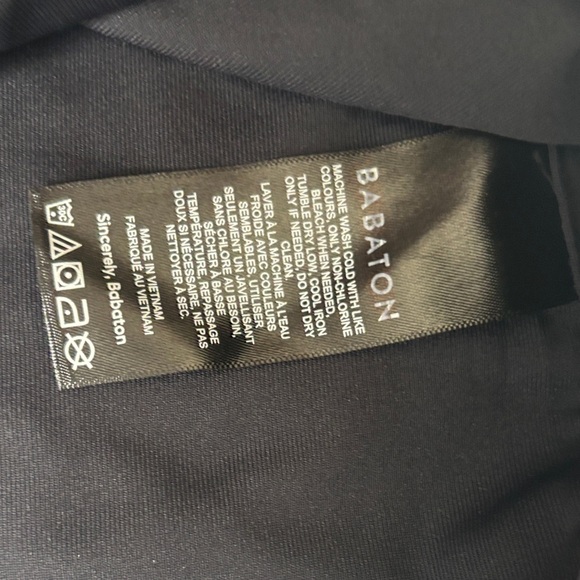 BABATON
MACHINE WASH COLD WITH LIKE
COLOURS, ONLY NON-CHLORINE
BLEACH WHEN NEEDED,
TUMBLE DRY LOW, COOL IRON
ONLY IF NEEDED, DO NOT DRY
CLEAN.
LAVER À LA MACHINE À L'EAU
FROIDE AVEC COULEURS
SEMBLABLES, UTILISER
SEULEMENT UN JAVELLISANT
SANS CHLORE AU BESOIN,
SÉCHER À BASSE
TEMPÉRATURE, REPASSAGE
DOUX SI NÉCESSAIRE, NE PAS
NETTOYER À SEC.
MADE IN VIETNAM
FABRIQUÉ AU VIETNAM
Sincerely, Babaton
30C